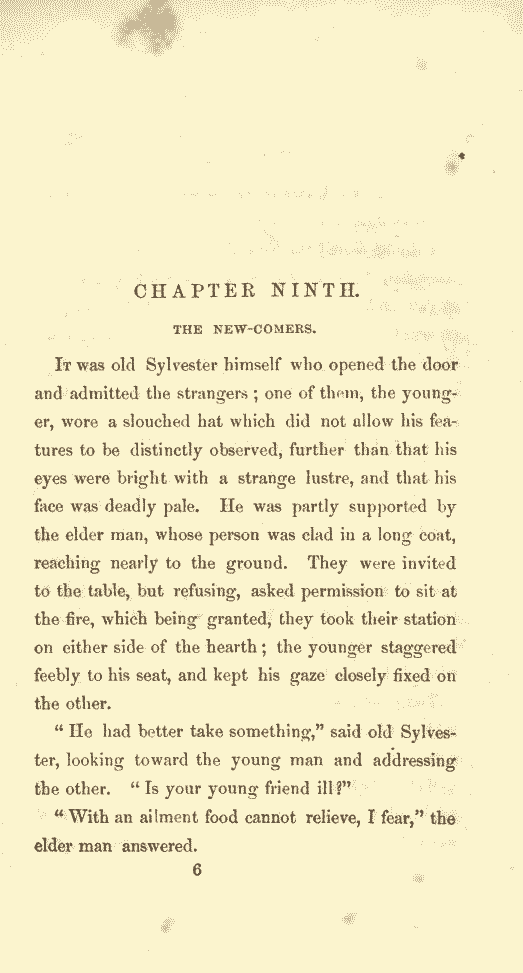 CHAPTER NINTH.
THE NEW-COMERS.
IT was old Sylvester himself who opened the door
and admitted the strangers ; one of them, the young-
er, wore a slouched hat which did not allow his fea-
tures to be distinctly observed, further than that his
eyes were bright with a strange lustre, and that his
face was deadly pale. He was partly supported by
the elder man, whose person was clad in a long coat,
reaching nearly to the ground. They were invited
to the table, but refusing, asked permission to sit at
the fire, which being granted, they took their station
on either side of the hearth ; the younger staggered
feebly to his seat, and kept his gaze closely fixed on
the other.
“ He had better take something,” said old Sylves-
ter, looking toward the young man and addressing
the other. “ Is your young friend ill ?”
“ With an ailment food cannot relieve, I fear,” the
elder man answered.
6